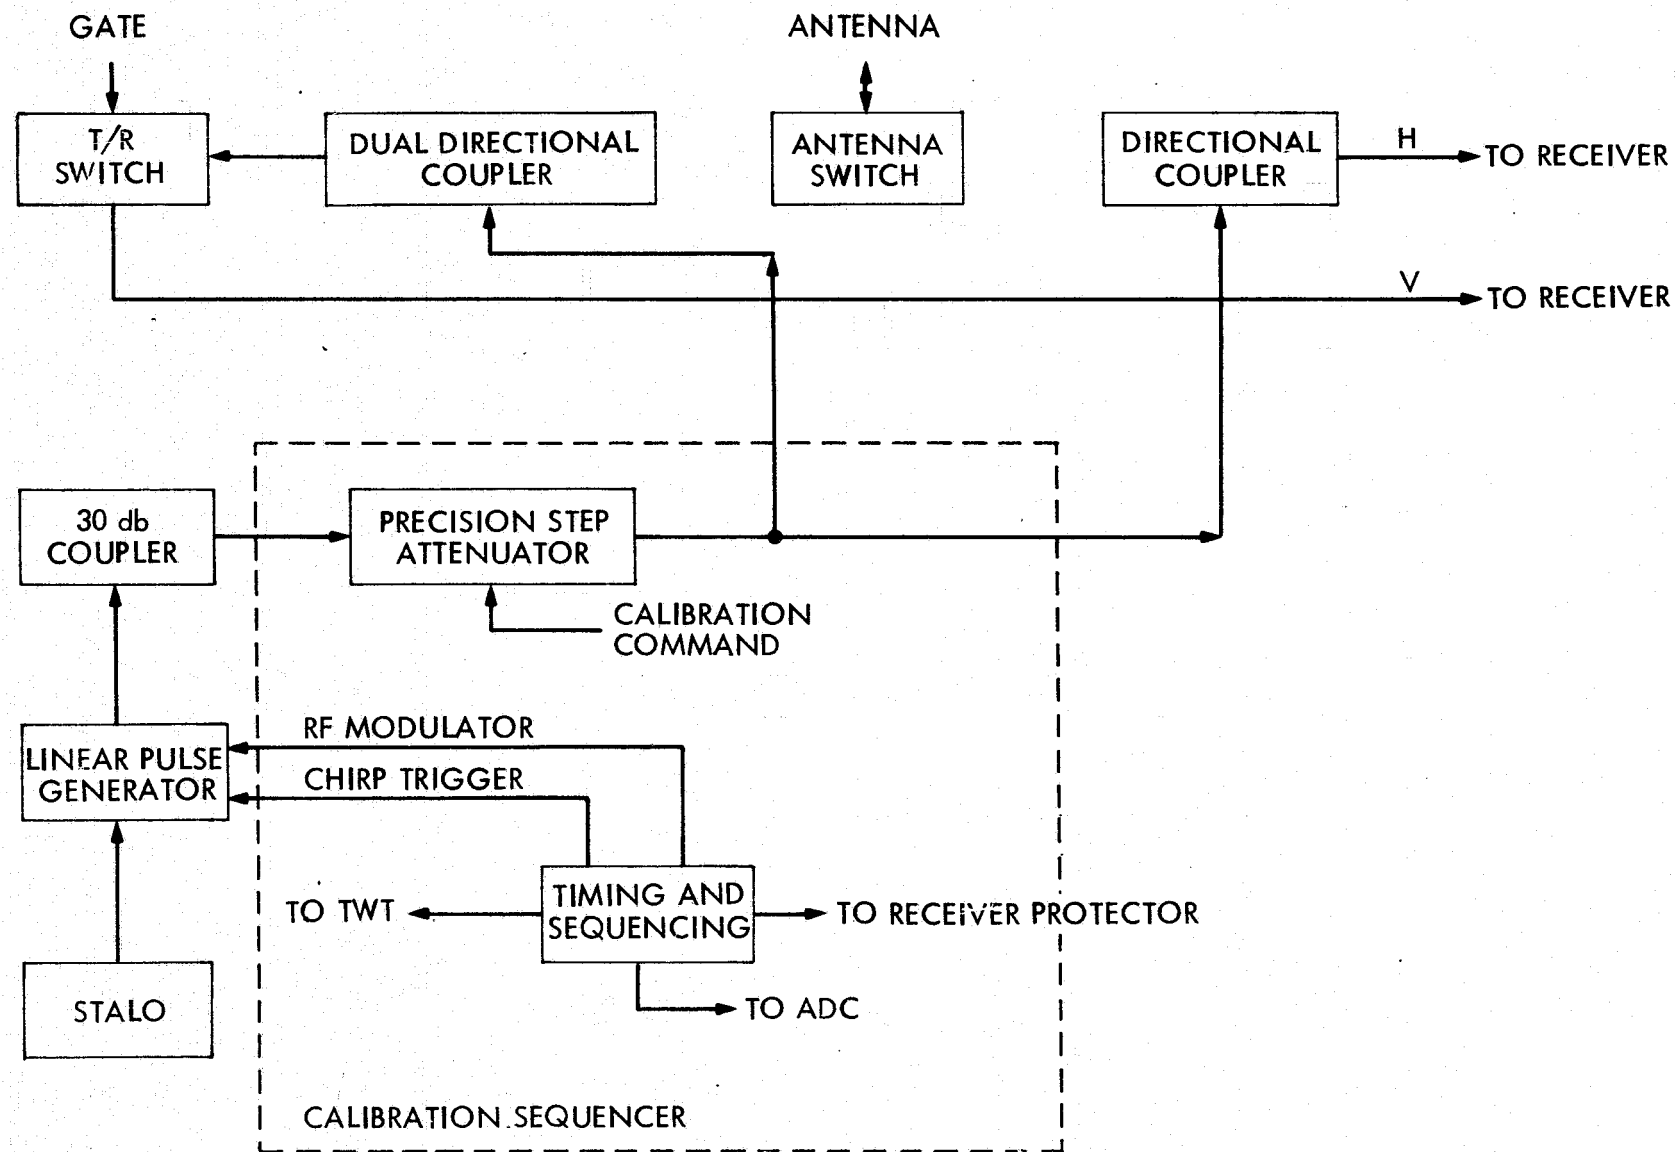 GATE
ANTENNA
T/R
SWITCH
DUAL DIRECTIONAL
COUPLER
ANTENNA
SWITCH
DIRECTIONAL
COUPLER
H
TO RECEIVER
V
TO RECEIVER
30 db
COUPLER
PRECISION STEP
ATTENUATOR
CALIBRATION
COMMAND
RF MODULATOR
LINEAR PULSE
GENERATOR
CHIRP TRIGGER
TO TWT
TIMING AND
SEQUENCING
TO RECEIVER PROTECTOR
STALO
TO ADC
CALIBRATION SEQUENCER